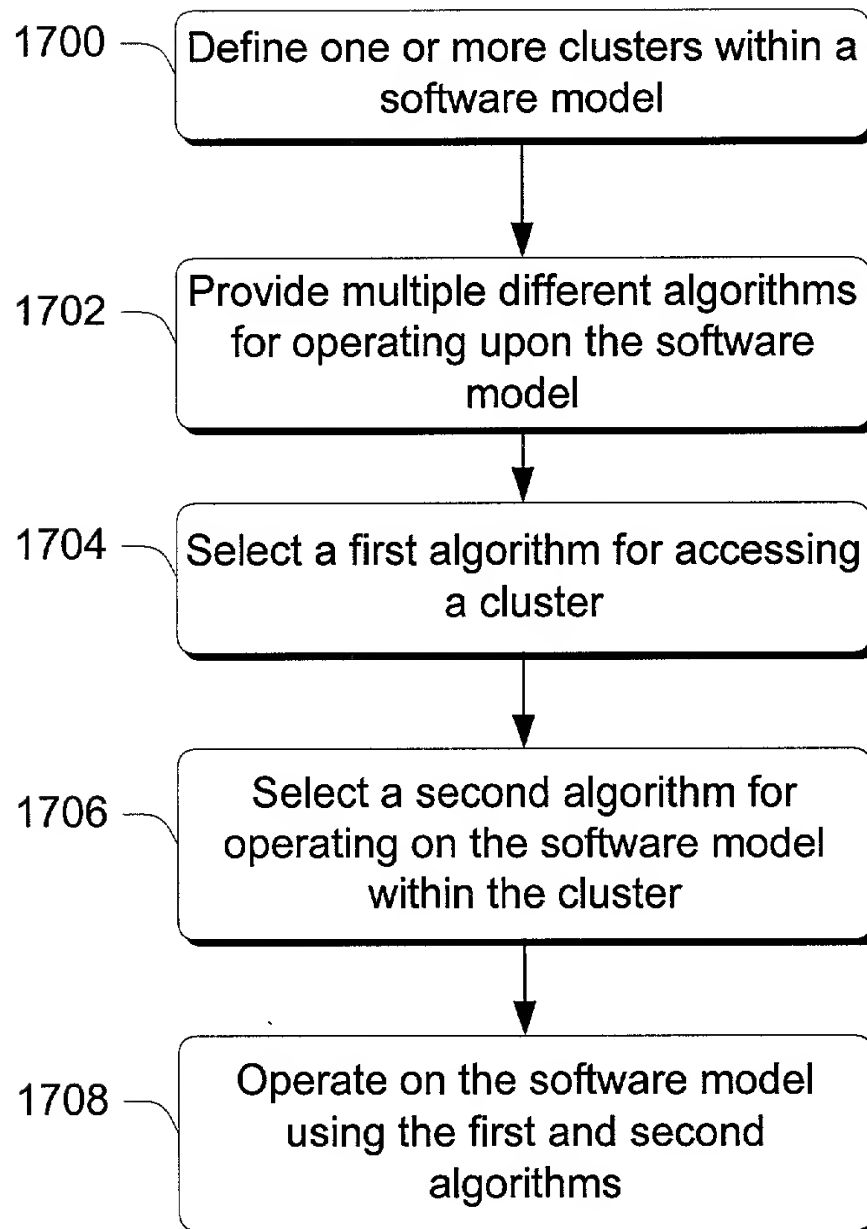 1700
Define one or more clusters within a
software model
1702
Provide multiple different algorithms
for operating upon the software
model
1704
Select a first algorithm for accessing
a cluster
1706
Select a second algorithm for
operating on the software model
within the cluster
1708
Operate on the software model
using the first and second
algorithms